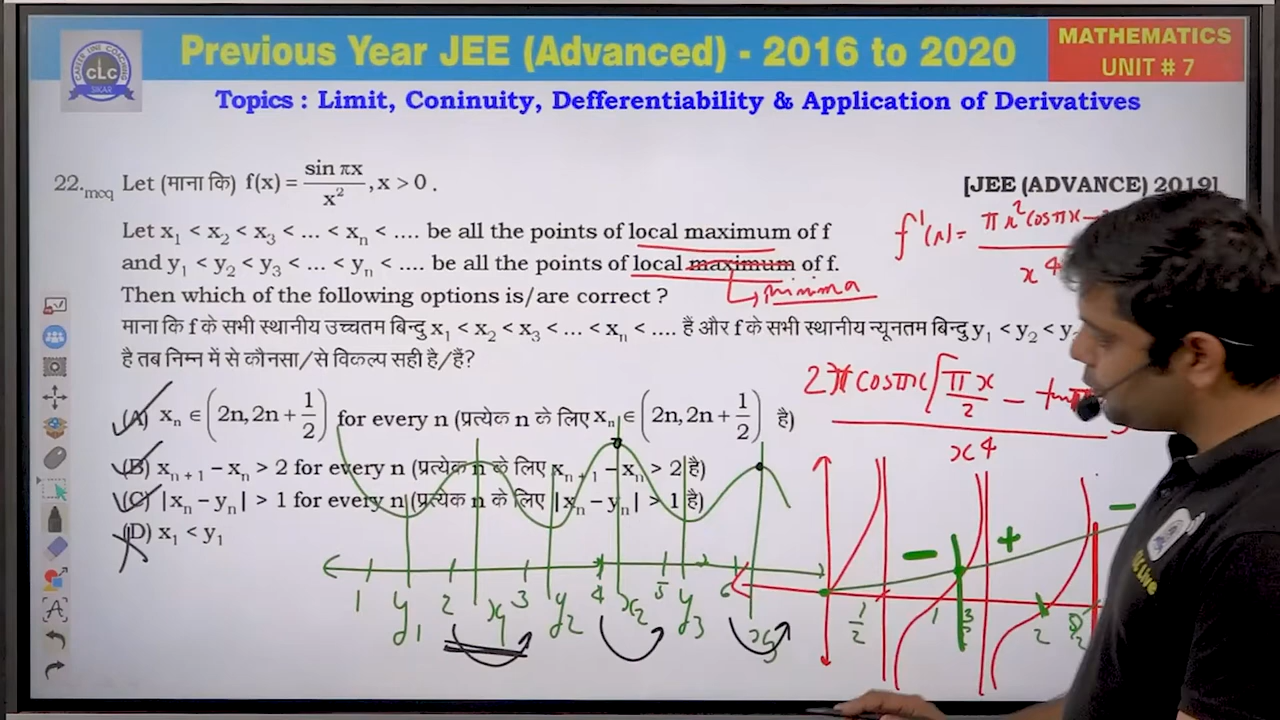 Previous Year JEE (Advanced) - 2016 to 2020
MATHEMATICS
UNIT # 7
CAREER LINE COACHING
CLC
SIKAR
Topics : Limit, Coninuity, Defferentiability & Application of Derivatives
22.mcq Let (माना कि) f(x) = sin πx / x² , x > 0 .
[JEE (ADVANCE) 2019]
Let x₁ < x₂ < x₃ < ... < xₙ < .... be all the points of local maximum of f
f'(x) = πx²cosπx – / x⁴
and y₁ < y₂ < y₃ < ... < yₙ < .... be all the points of local maximum of f.
minima
Then which of the following options is/are correct ?
माना कि f के सभी स्थानीय उच्चतम बिन्दु x₁ < x₂ < x₃ < ... < xₙ < .... हैं और f के सभी स्थानीय न्यूनतम बिन्दु y₁ < y₂ < y₃
है तब निम्न में से कौनसा/से विकल्प सही है/हैं?
2x cosπx [πx/2 – tan / x⁴
(A) xₙ ∈ (2n, 2n + 1/2) for every n (प्रत्येक n के लिए xₙ ∈ (2n, 2n + 1/2) है)
(B) xₙ₊₁ – xₙ > 2 for every n (प्रत्येक n के लिए xₙ₊₁ – xₙ > 2 है)
(C) |xₙ – yₙ| > 1 for every n (प्रत्येक n के लिए |xₙ – yₙ| > 1 है)
(D) x₁ < y₁
– + –
1 y₁ 2 x₁ 3 y₂ 4 x₂ 5 y₃ 6 x₃
1/2 1 3/2 2 5/2